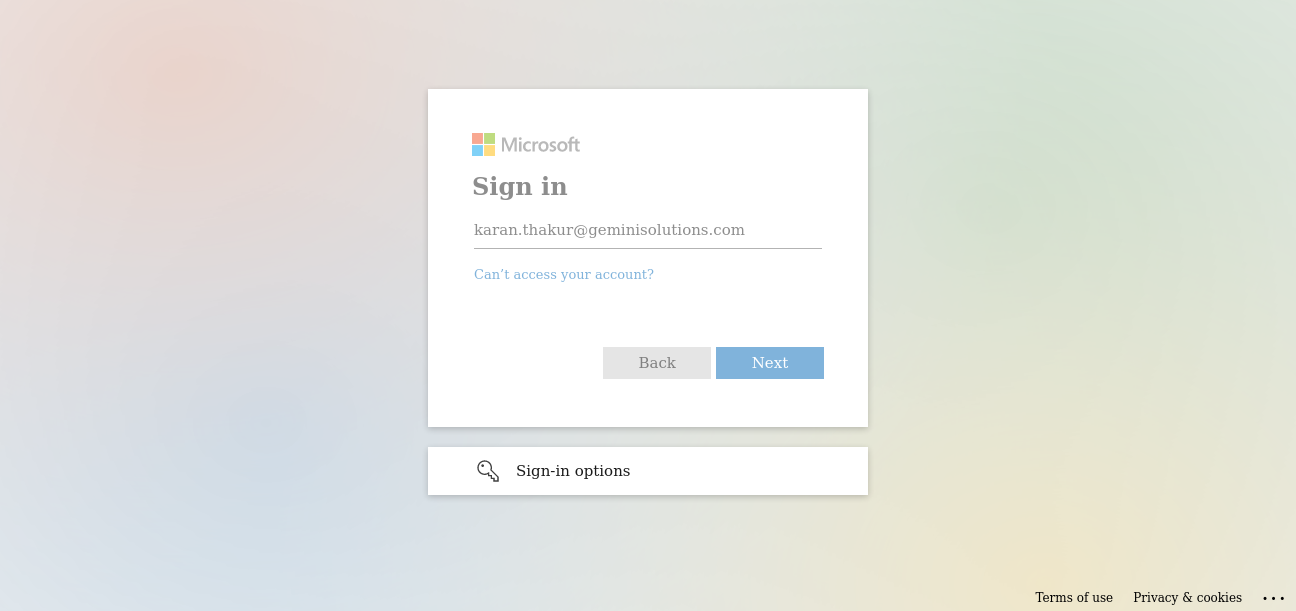 Microsoft
Sign in
karan.thakur@geminisolutions.com
Can’t access your account?
Back Next
Sign-in options
Terms of use Privacy & cookies ...